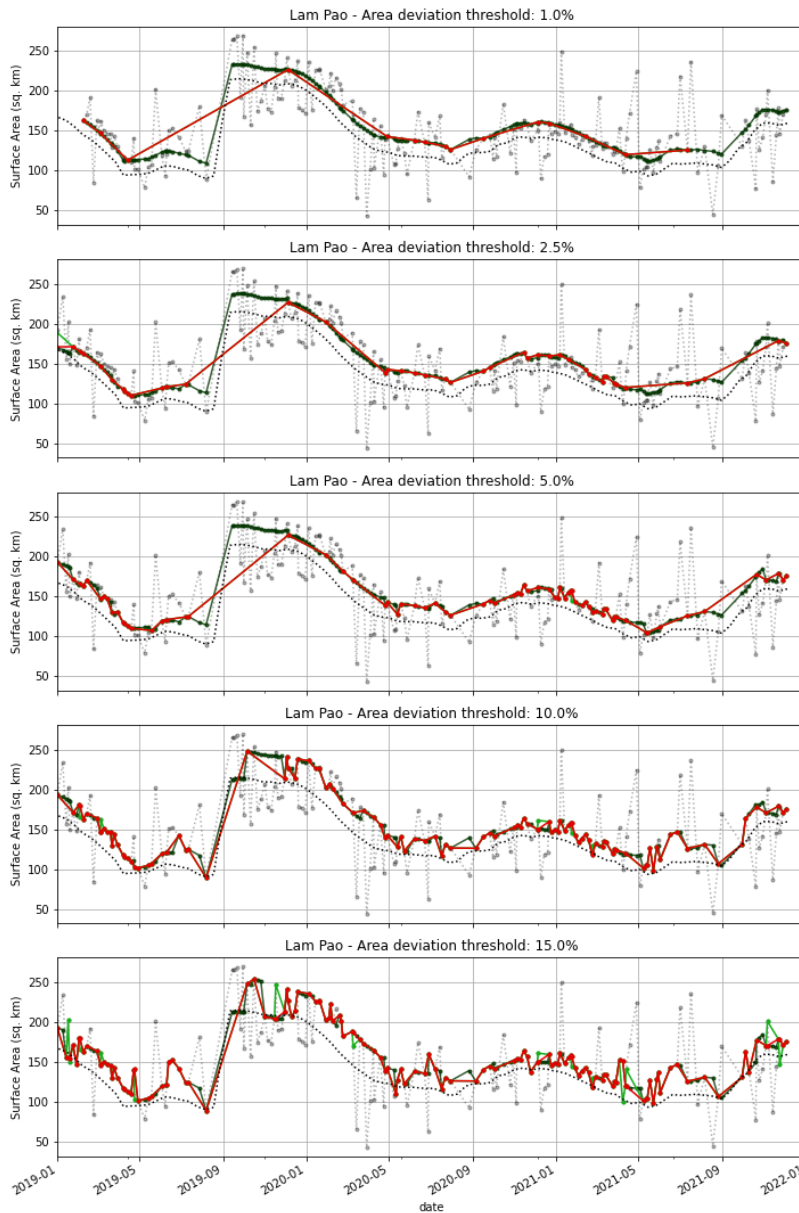 Lam Pao - Area deviation threshold: 1.0%
250
200
150
100
50
Surface Area (sq. km)
Lam Pao - Area deviation threshold: 2.5%
250
200
150
100
50
Surface Area (sq. km)
Lam Pao - Area deviation threshold: 5.0%
250
200
150
100
50
Surface Area (sq. km)
Lam Pao - Area deviation threshold: 10.0%
250
200
150
100
50
Surface Area (sq. km)
Lam Pao - Area deviation threshold: 15.0%
250
200
150
100
50
Surface Area (sq. km)
2019-01 2019-05 2019-09 2020-01 2020-05 2020-09 2021-01 2021-05 2021-09 2022-01
date